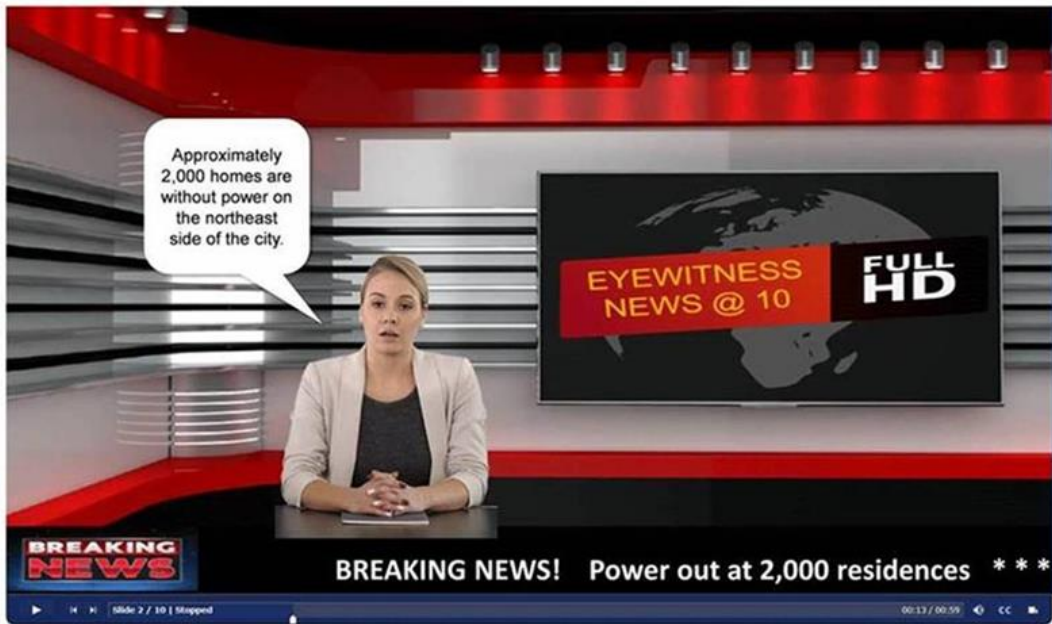 Approximately
2,000 homes are
without power on
the northeast
side of the city.
EYEWITNESS
NEWS @ 10
FULL
HD
BREAKING
NEWS
BREAKING NEWS! Power out at 2,000 residences * * *
Slide 2 / 10 | Stopped
00:13 / 00:59
CC